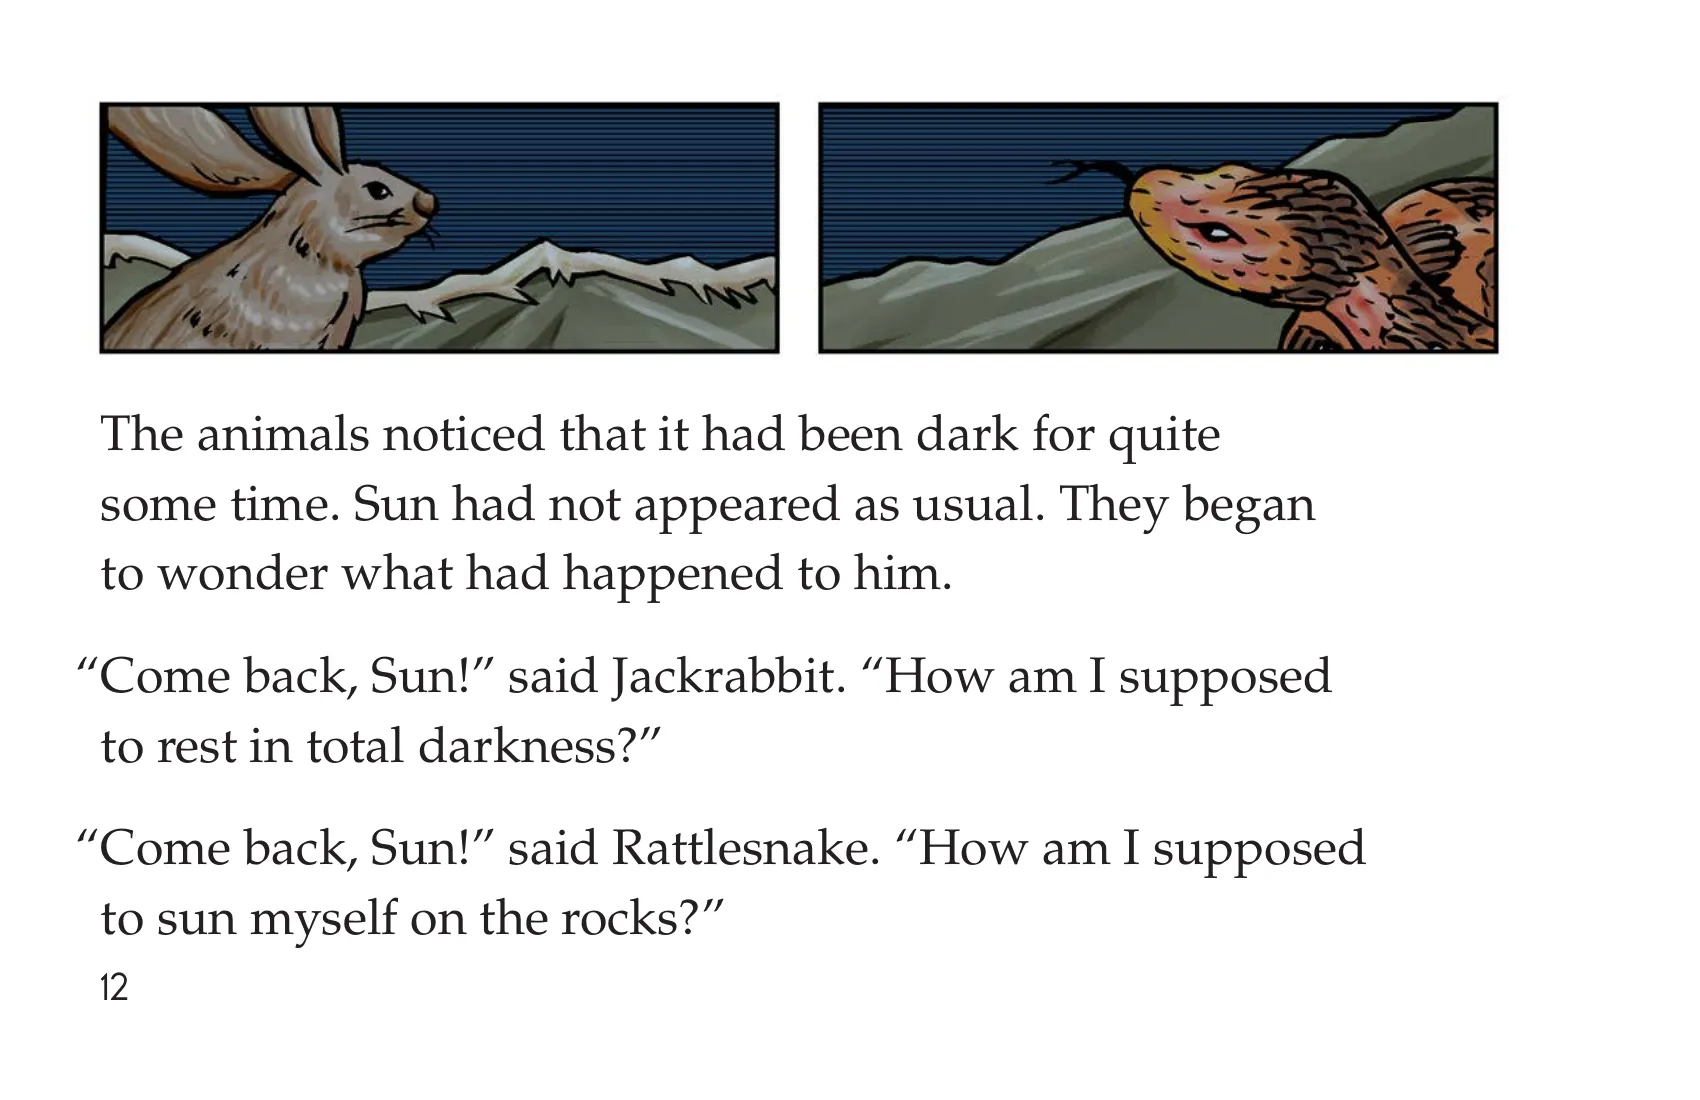 The animals noticed that it had been dark for quite
some time. Sun had not appeared as usual. They began
to wonder what had happened to him.
“Come back, Sun!” said Jackrabbit. “How am I supposed
to rest in total darkness?”
“Come back, Sun!” said Rattlesnake. “How am I supposed
to sun myself on the rocks?”
12